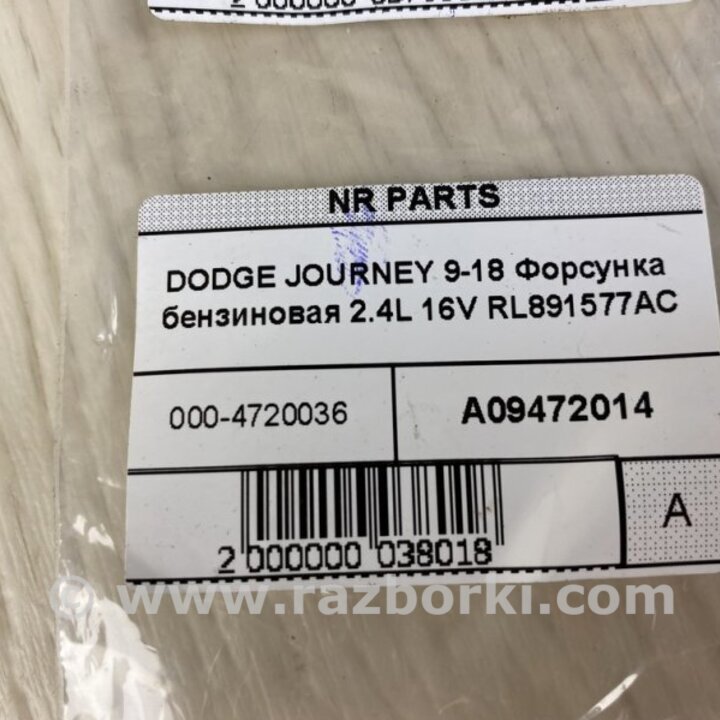 NR PARTS
DODGE JOURNEY 9-18 Форсунка
бензиновая 2.4L 16V RL891577AC
000-4720036
A09472014
A
2 000000 038018
© www.razborki.com